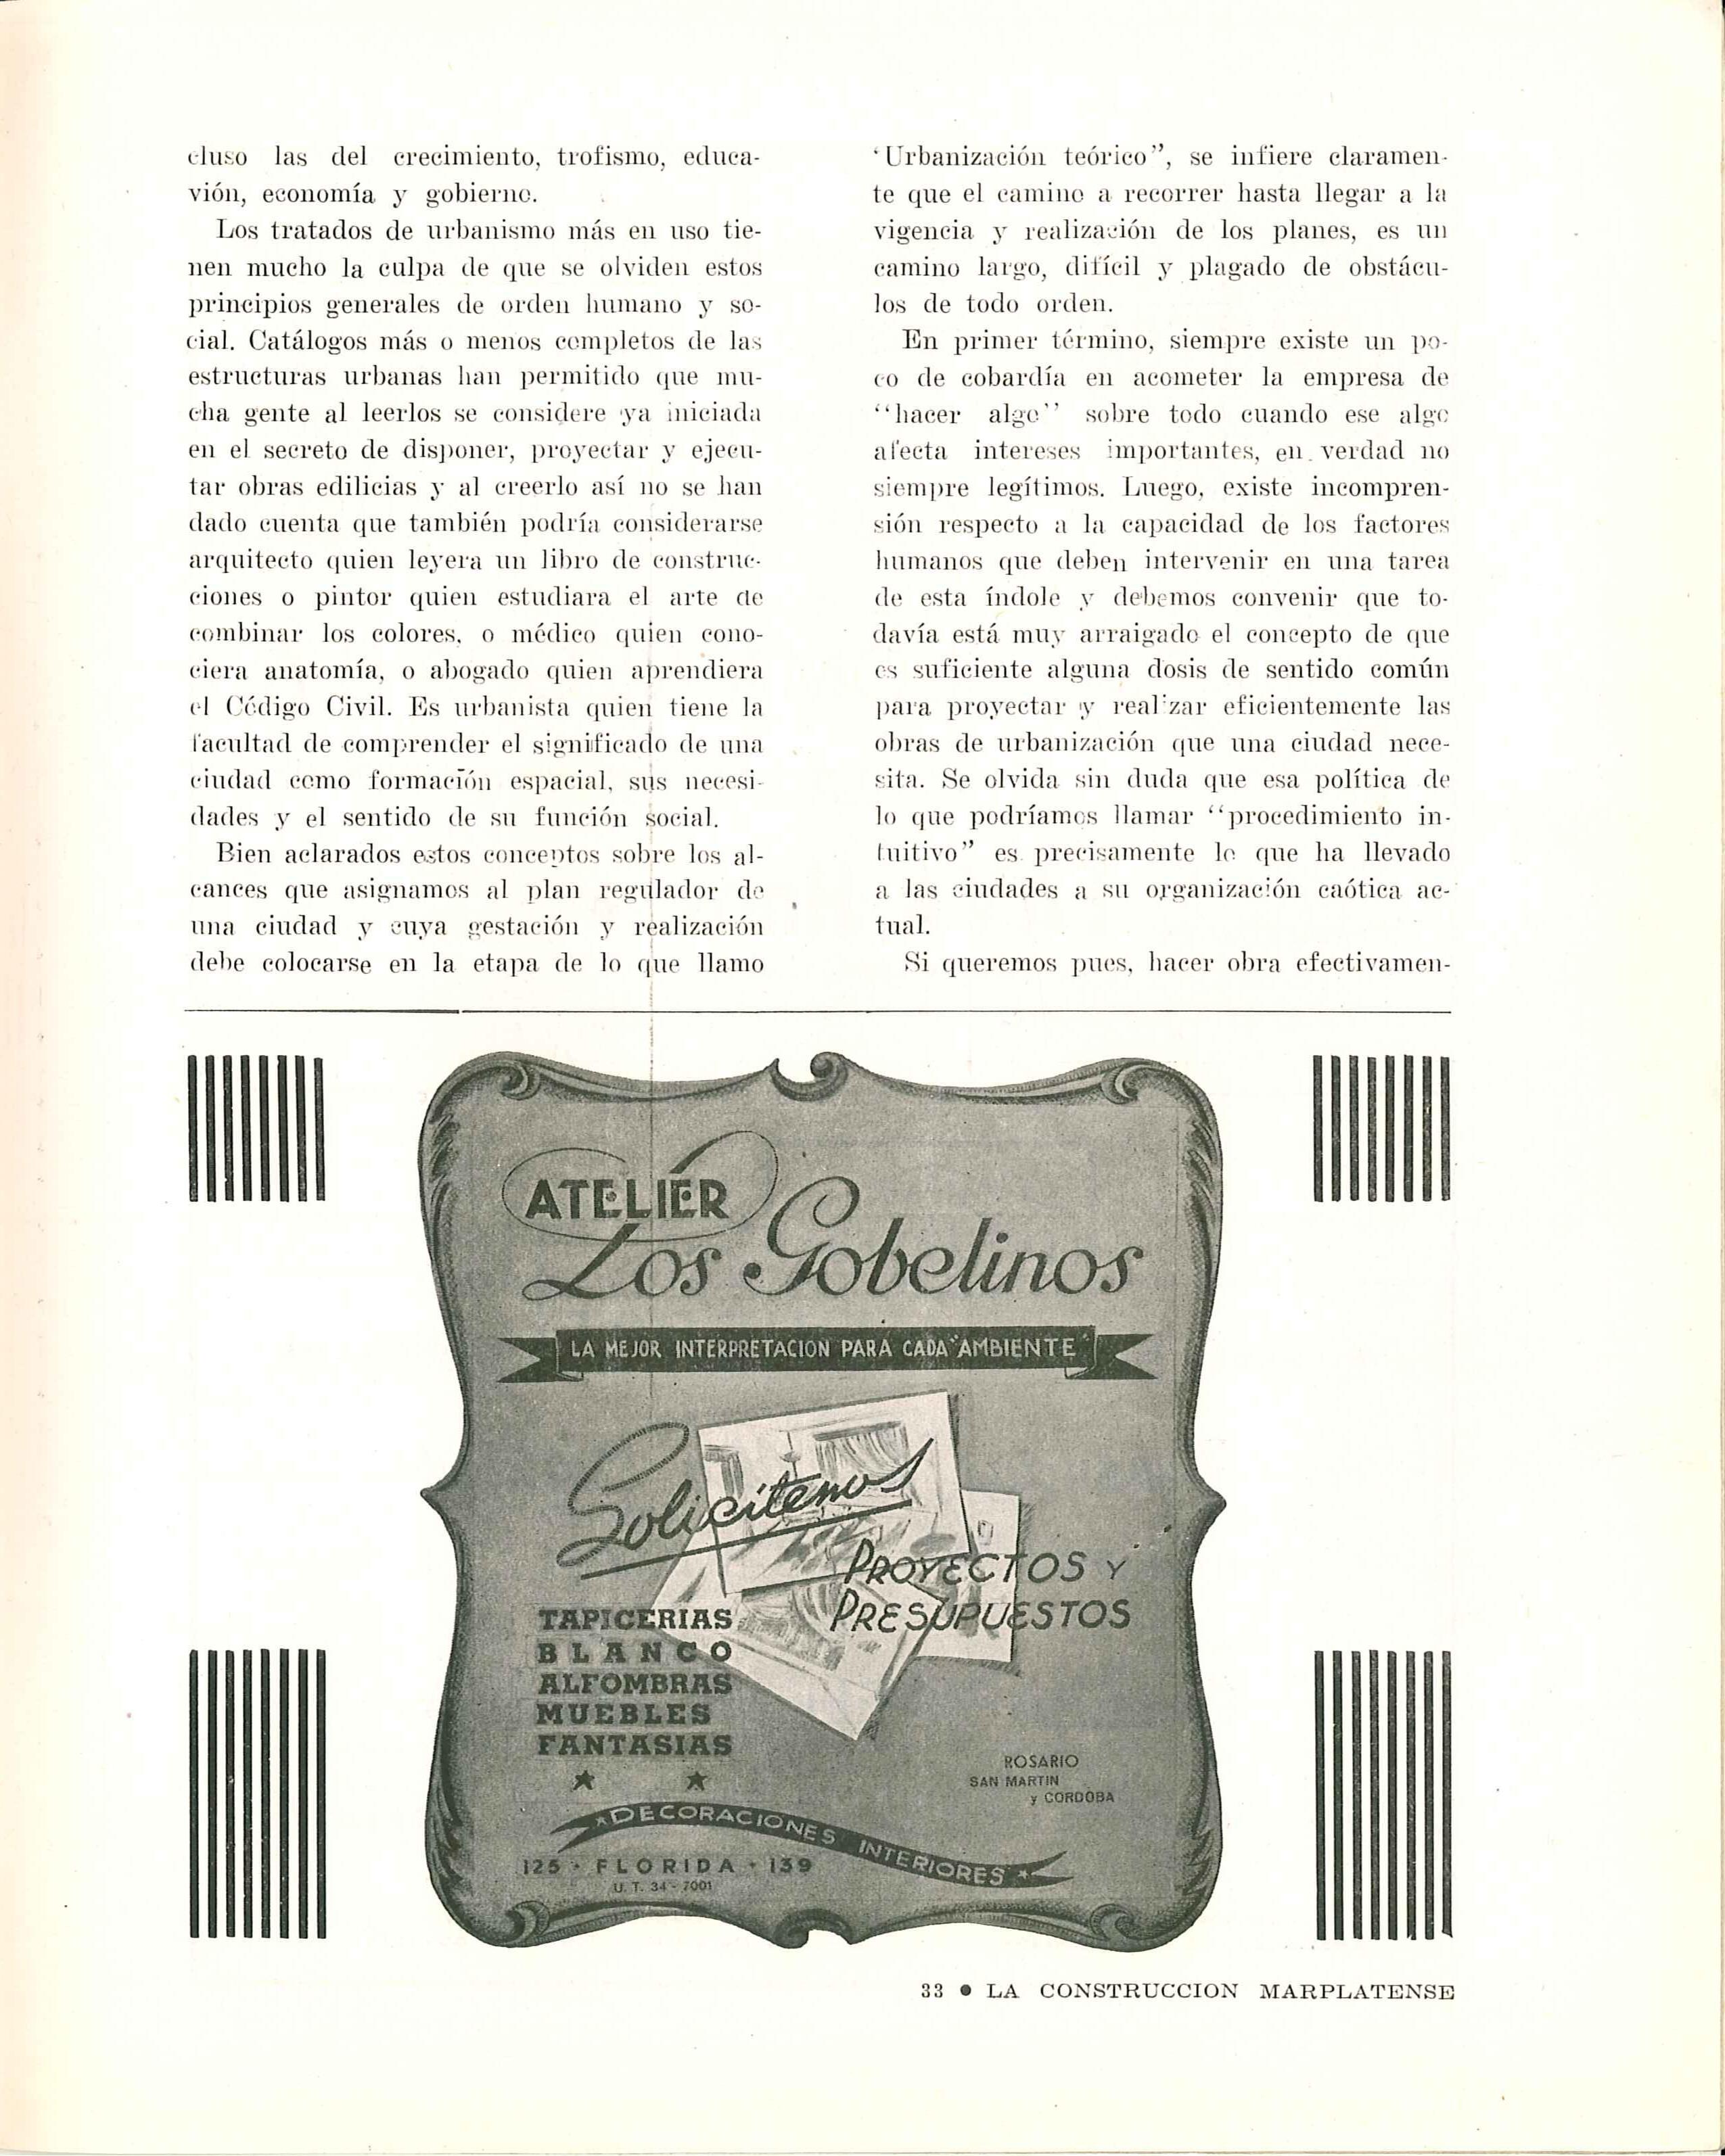 cluso las del crecimiento, trofismo, educa-
vión, economía y gobierno.
Los tratados de urbanismo más en uso tie-
nen mucho la culpa de que se olviden estos
principios generales de orden humano y so-
cial. Catálogos más o menos completos de las
estructuras urbanas han permitido que mu-
cha gente al leerlos se considere ya iniciada
en el secreto de disponer, proyectar y ejecu-
tar obras edilicias y al creerlo así no se han
dado cuenta que también podría considerarse
arquitecto quien leyera un libro de construc-
ciones o pintor quien estudiara el arte de
combinar los colores, o médico quien cono-
ciera anatomía, o abogado quien aprendiera
el Código Civil. Es urbanista quien tiene la
facultad de comprender el significado de una
ciudad como formación espacial, sus necesi-
dades y el sentido de su función social.
Bien aclarados estos conceptos sobre los al-
cances que asignamos al plan regulador de
una ciudad y cuya gestación y realización
debe colocarse en la etapa de lo que llamo
"Urbanización teórico", se infiere claramen-
te que el camino a recorrer hasta llegar a la
vigencia y realización de los planes, es un
camino largo, difícil y plagado de obstácu-
los de todo orden.
En primer término, siempre existe un po-
co de cobardía en acometer la empresa de
"hacer algo" sobre todo cuando ese algo
afecta intereses importantes, en verdad no
siempre legítimos. Luego, existe incompren-
sión respecto a la capacidad de los factores
humanos que deben intervenir en una tarea
de esta índole y debemos convenir que to-
davía está muy arraigado el concepto de que
es suficiente alguna dosis de sentido común
para proyectar y realizar eficientemente las
obras de urbanización que una ciudad nece-
sita. Se olvida sin duda que esa política de
lo que podríamos llamar "procedimiento in-
tuitivo" es precisamente lo que ha llevado
a las ciudades a su organización caótica ac-
tual.
Si queremos pues, hacer obra efectivamen-
ATELIER
Los Gobelinos
LA MEJOR INTERPRETACION PARA CADA "AMBIENTE"
Solicitenos
PROYECTOS Y
PRESUPUESTOS
TAPICERIAS
BLANCO
ALFOMBRAS
MUEBLES
FANTASIAS
ROSARIO
SAN MARTIN
y CORDOBA
DECORACIONES INTERIORES
125 · FLORIDA · 139
U. T. 34 - 7001
33 ● LA CONSTRUCCION MARPLATENSE